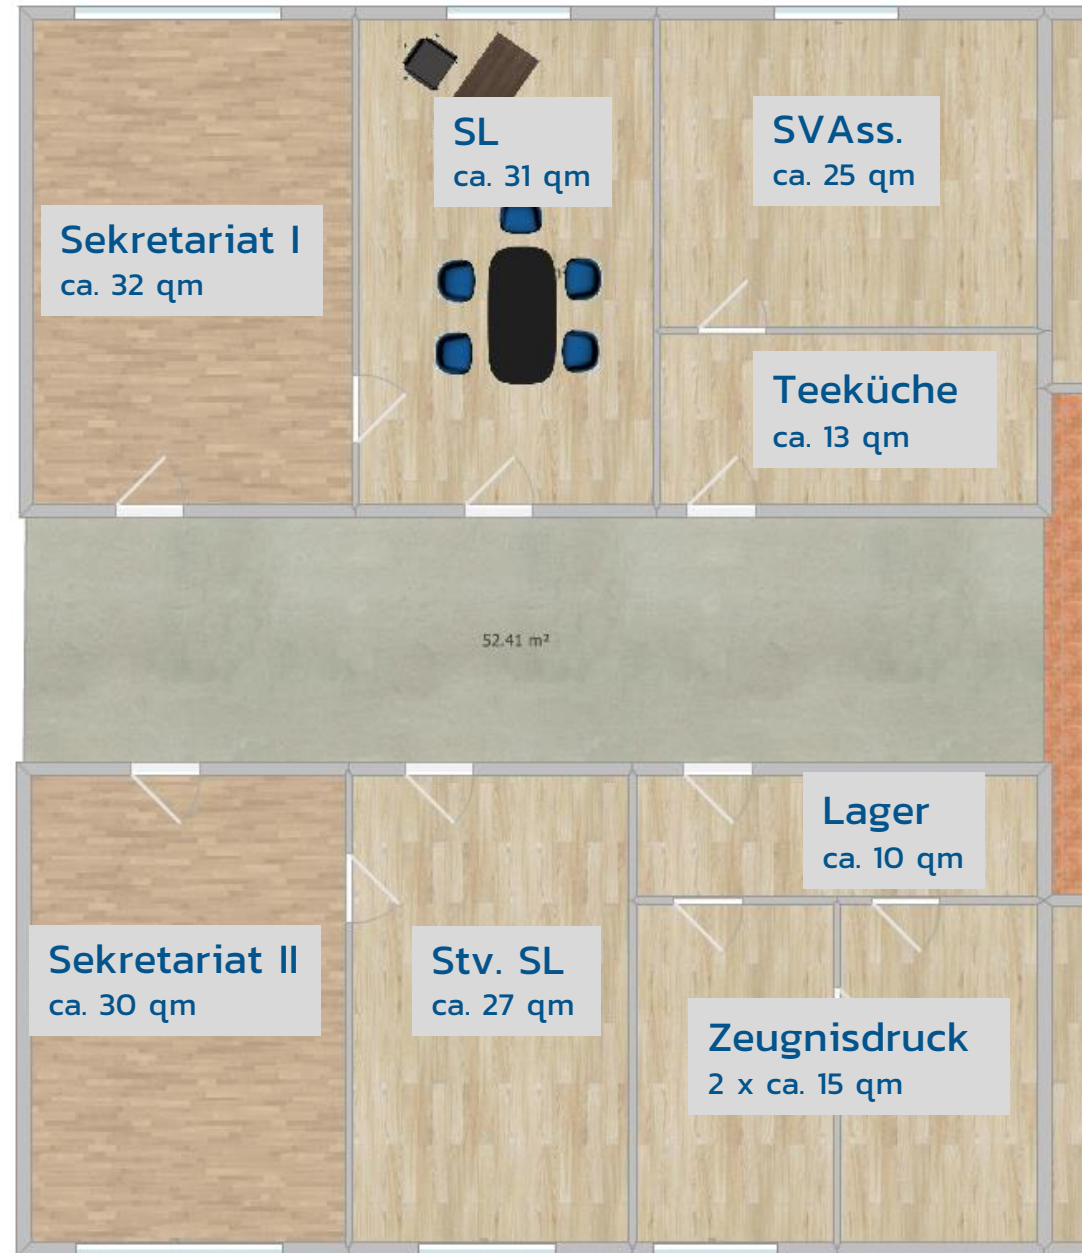 SL
ca. 31 qm
SVAss.
ca. 25 qm
Sekretariat I
ca. 32 qm
Teeküche
ca. 13 qm
52.41 m²
Lager
ca. 10 qm
Sekretariat II
ca. 30 qm
Stv. SL
ca. 27 qm
Zeugnisdruck
2 x ca. 15 qm